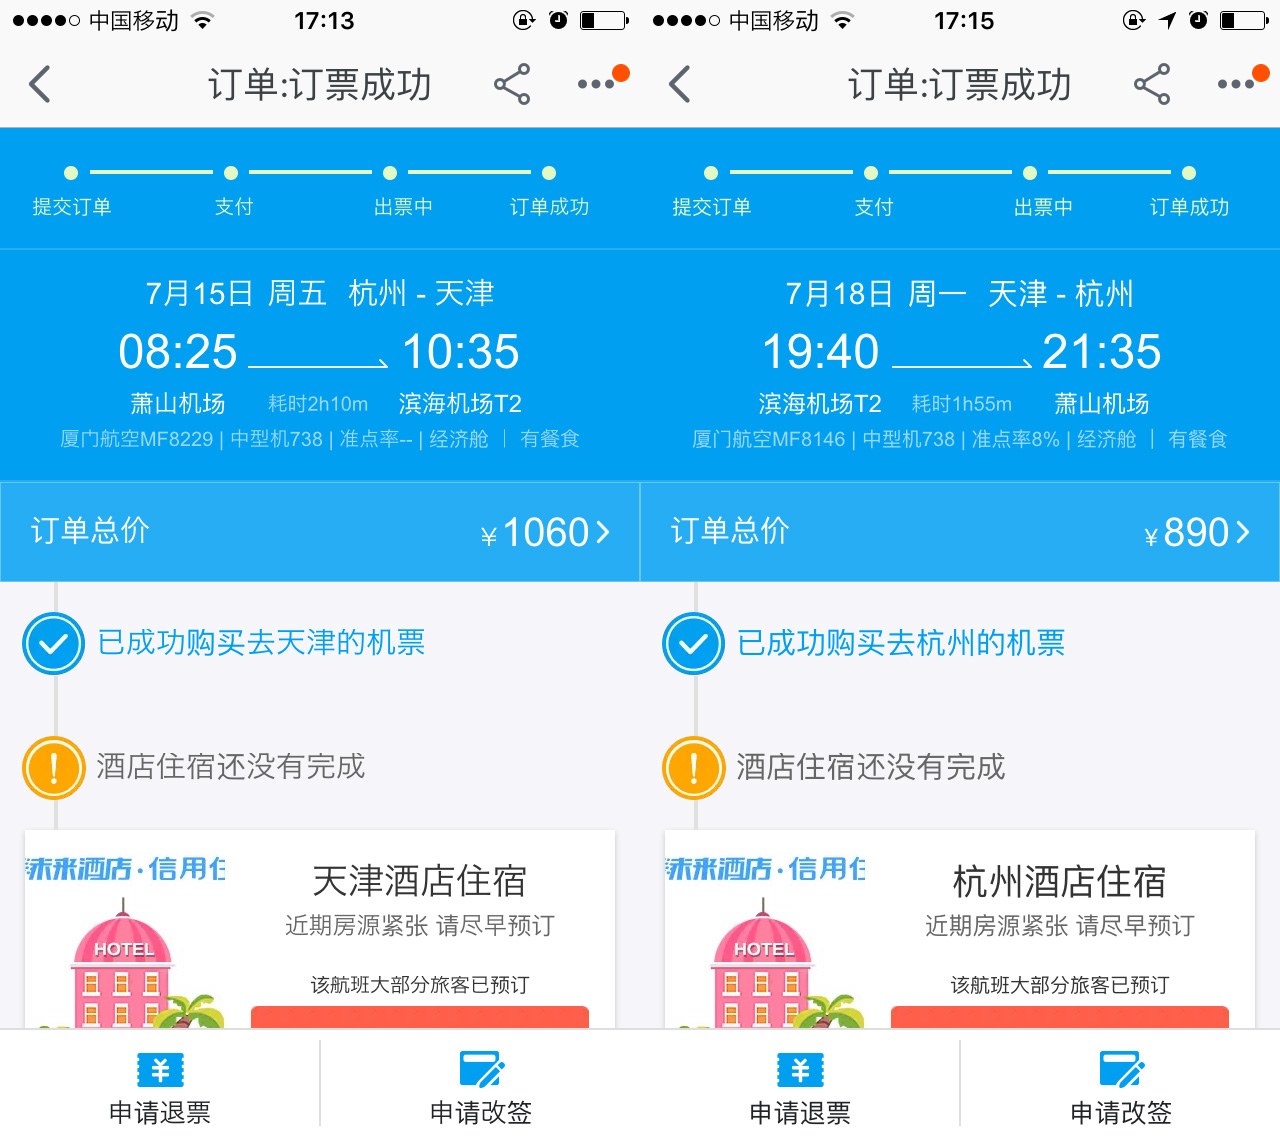 中国移动 17:13
订单:订票成功
提交订单 支付 出票中 订单成功
7月15日 周五 杭州 - 天津
08:25 10:35
萧山机场 耗时2h10m 滨海机场T2
厦门航空MF8229 | 中型机738 | 准点率-- | 经济舱 | 有餐食
订单总价 ¥1060
已成功购买去天津的机票
酒店住宿还没有完成
未来酒店·信用住
HOTEL
天津酒店住宿
近期房源紧张 请尽早预订
该航班大部分旅客已预订
申请退票 申请改签
中国移动 17:15
订单:订票成功
提交订单 支付 出票中 订单成功
7月18日 周一 天津 - 杭州
19:40 21:35
滨海机场T2 耗时1h55m 萧山机场
厦门航空MF8146 | 中型机738 | 准点率8% | 经济舱 | 有餐食
订单总价 ¥890
已成功购买去杭州的机票
酒店住宿还没有完成
未来酒店·信用住
HOTEL
杭州酒店住宿
近期房源紧张 请尽早预订
该航班大部分旅客已预订
申请退票 申请改签